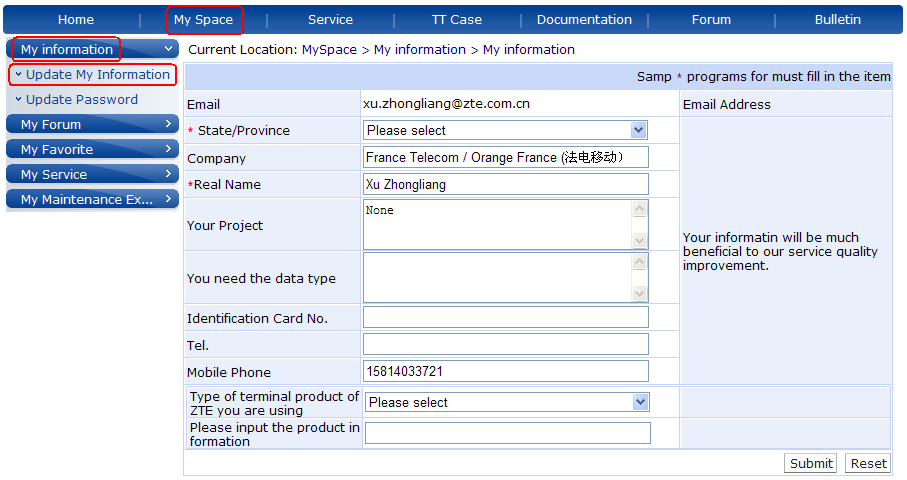 Home My Space Service TT Case Documentation Forum Bulletin
My information
Update My Information
Update Password
My Forum
My Favorite
My Service
My Maintenance Ex...
Current Location: MySpace > My information > My information
Samp * programs for must fill in the item
Email xu.zhongliang@zte.com.cn Email Address
* State/Province Please select
Company France Telecom / Orange France (法电移动）
*Real Name Xu Zhongliang
Your Project None
You need the data type
Your informatin will be much
beneficial to our service quality
improvement.
Identification Card No.
Tel.
Mobile Phone 15814033721
Type of terminal product of
ZTE you are using Please select
Please input the product in
formation
Submit Reset